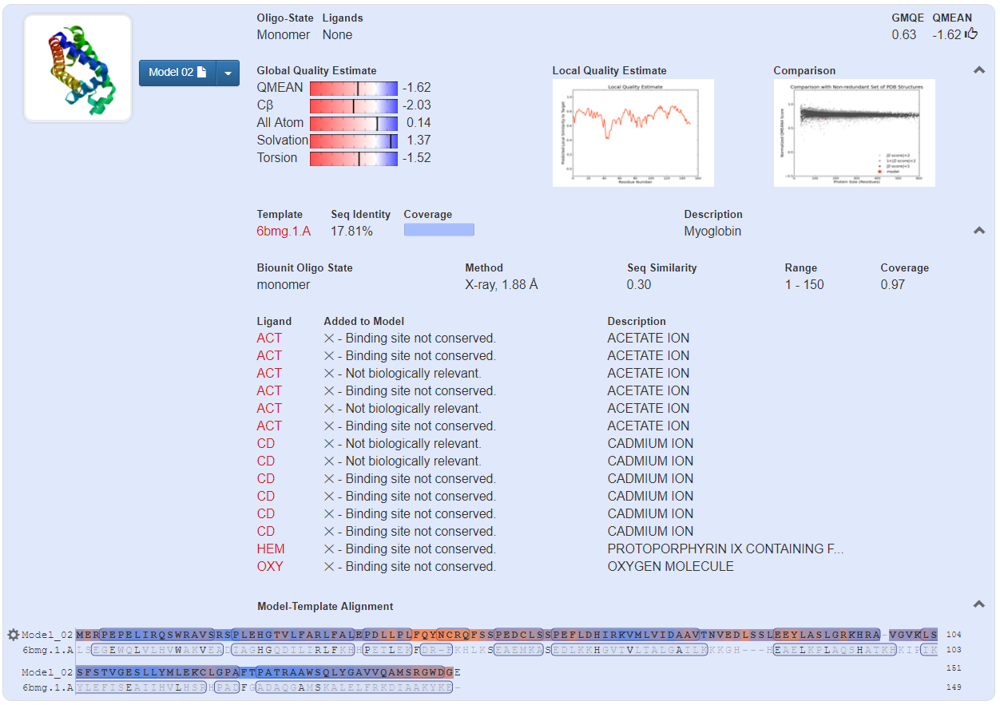 Oligo-State Ligands GMQE QMEAN
Monomer None 0.63 -1.62
Model 02
Global Quality Estimate Local Quality Estimate Comparison
QMEAN -1.62
Cβ -2.03
All Atom 0.14
Solvation 1.37
Torsion -1.52
Local Quality Estimate
Predicted Local Similarity to Target
Residue Number
Comparison with Non-redundant Set of PDB Structures
Normalized QMEAN4 Score
|Z-score|>2
1<|Z-score|<2
|Z-score|<1
model
Protein Size (Residues)
Template Seq Identity Coverage Description
6bmg.1.A 17.81% Myoglobin
Biounit Oligo State Method Seq Similarity Range Coverage
monomer X-ray, 1.88 Å 0.30 1 - 150 0.97
Ligand Added to Model Description
ACT ✕ - Binding site not conserved. ACETATE ION
ACT ✕ - Binding site not conserved. ACETATE ION
ACT ✕ - Not biologically relevant. ACETATE ION
ACT ✕ - Binding site not conserved. ACETATE ION
ACT ✕ - Not biologically relevant. ACETATE ION
ACT ✕ - Binding site not conserved. ACETATE ION
CD ✕ - Not biologically relevant. CADMIUM ION
CD ✕ - Not biologically relevant. CADMIUM ION
CD ✕ - Binding site not conserved. CADMIUM ION
CD ✕ - Binding site not conserved. CADMIUM ION
CD ✕ - Binding site not conserved. CADMIUM ION
CD ✕ - Binding site not conserved. CADMIUM ION
HEM ✕ - Binding site not conserved. PROTOPORPHYRIN IX CONTAINING F...
OXY ✕ - Binding site not conserved. OXYGEN MOLECULE
Model-Template Alignment
Model_02 MERPEPELIRQSWRAVSRSPLEHGTVLFARLFALEPDLLPLFQYNCRQFSSPEDCLSSPEFLDHIRKVMLVIDAAVTNVEDLSSLEEYLASLGRKHRA-VGVKLS 104
6bmg.1.A LSEGEWQLVLHVWAKVEADIAGHGQDILIRLFKHHPETLEKFDR-FKHLKSEAEMKASEDLKKHGVTVLTALGAILKKKGH---HEAELKPLAQSHATKHKIPIK 103
Model_02 SFSTVGESLLYMLEKCLGPAFTPATRAAWSQLYGAVVQAMSRGWDGE 151
6bmg.1.A YLEFISEAIIHVLHSRHPADFGADAQGAMSKALELFRKDIAAKYKE- 149